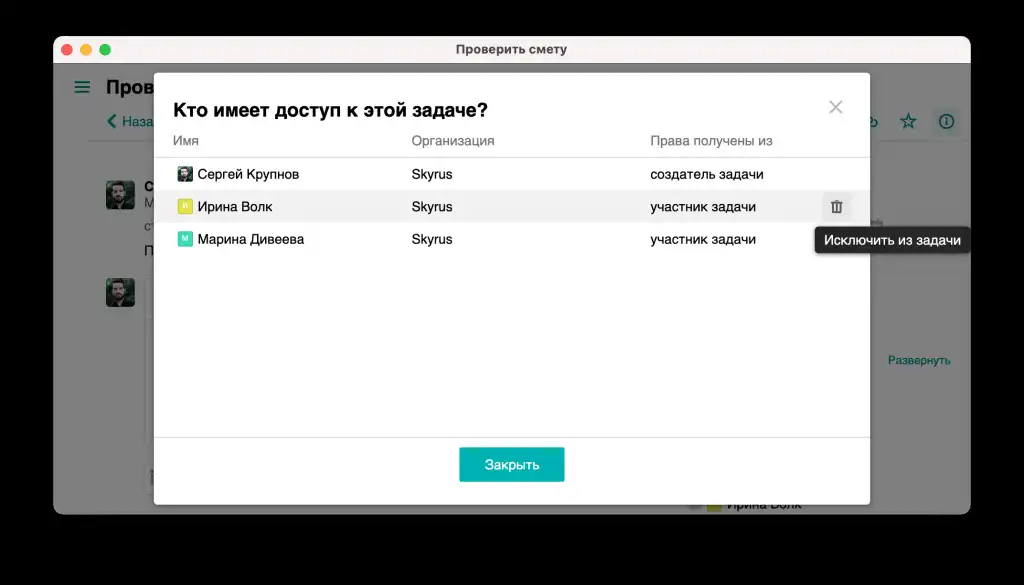 Проверить смету
Пров
Наза
Кто имеет доступ к этой задаче?
Имя Организация Права получены из
Сергей Крупнов Skyrus создатель задачи
И Ирина Волк Skyrus участник задачи
М Марина Дивеева Skyrus участник задачи
Исключить из задачи
Развернуть
Закрыть
Ирина Волк